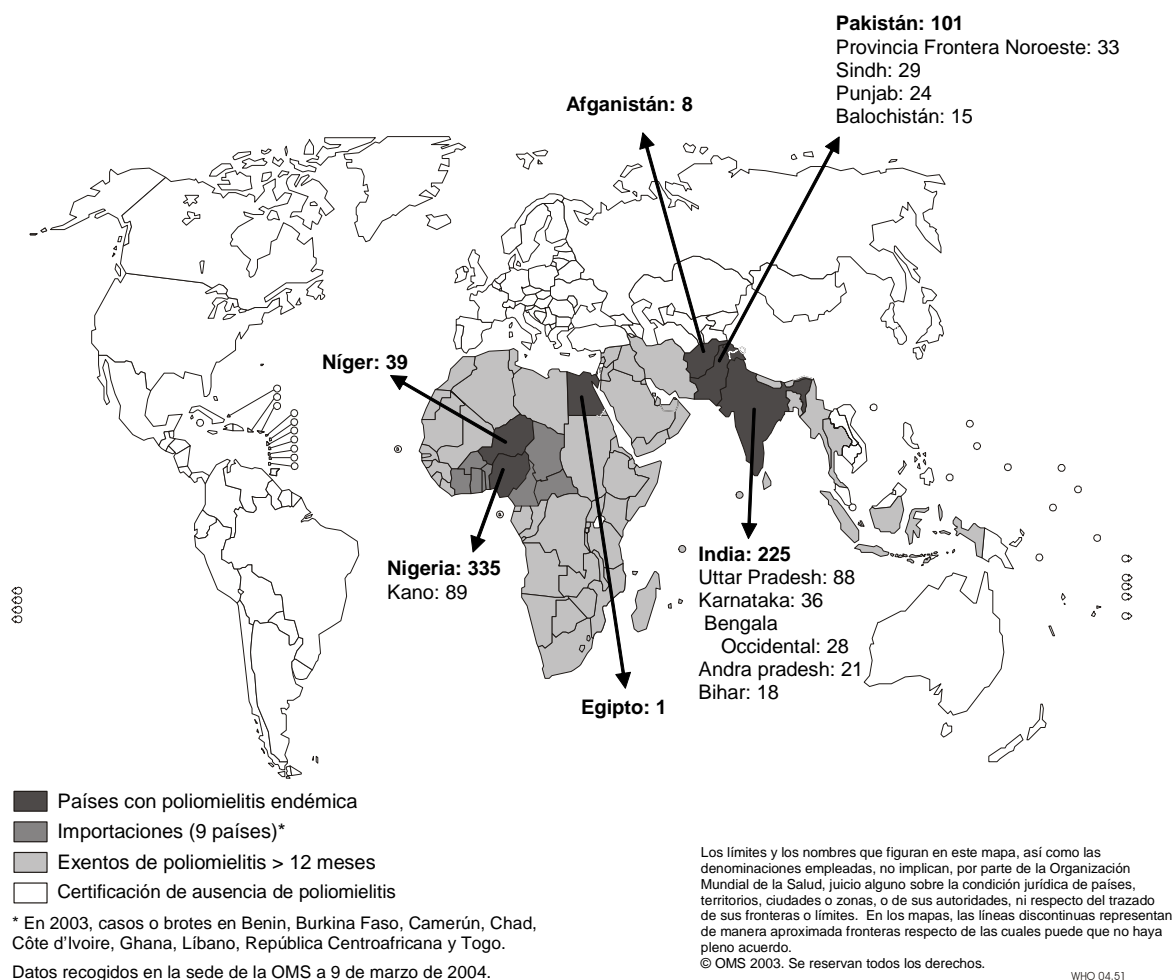 Pakistán: 101
Provincia Frontera Noroeste: 33
Sindh: 29
Punjab: 24
Balochistán: 15
Afganistán: 8
Níger: 39
Nigeria: 335
Kano: 89
Egipto: 1
India: 225
Uttar Pradesh: 88
Karnataka: 36
Bengala
Occidental: 28
Andra pradesh: 21
Bihar: 18
Países con poliomielitis endémica
Importaciones (9 países)*
Exentos de poliomielitis > 12 meses
Certificación de ausencia de poliomielitis
* En 2003, casos o brotes en Benin, Burkina Faso, Camerún, Chad,
Côte d'Ivoire, Ghana, Líbano, República Centroafricana y Togo.
Datos recogidos en la sede de la OMS a 9 de marzo de 2004.
Los límites y los nombres que figuran en este mapa, así como las
denominaciones empleadas, no implican, por parte de la Organización
Mundial de la Salud, juicio alguno sobre la condición jurídica de países,
territorios, ciudades o zonas, o de sus autoridades, ni respecto del trazado
de sus fronteras o límites. En los mapas, las líneas discontinuas representan
de manera aproximada fronteras respecto de las cuales puede que no haya
pleno acuerdo.
© OMS 2003. Se reservan todos los derechos.
WHO 04.51